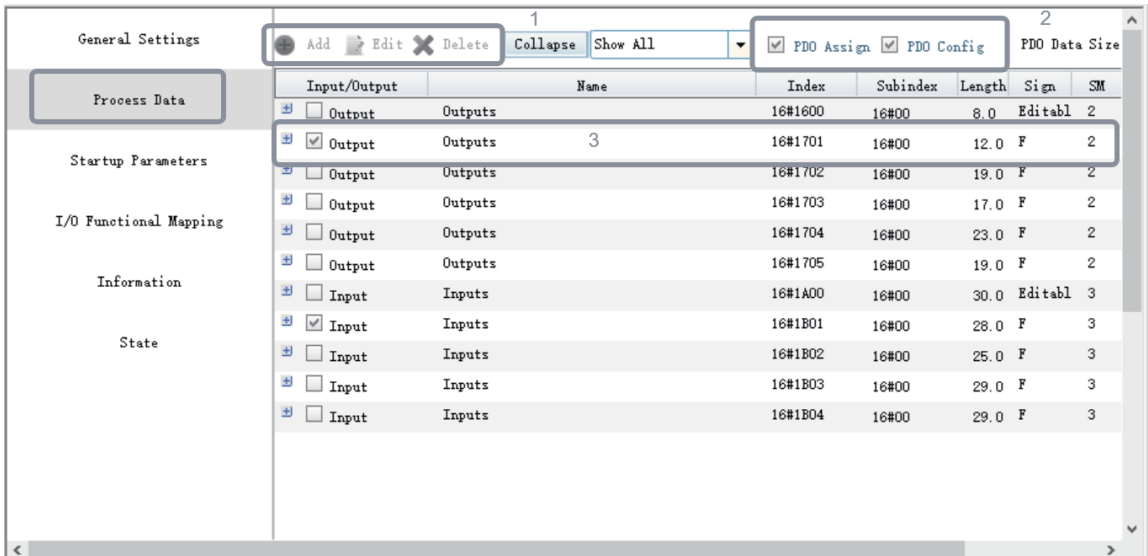 1
2
General Settings
Add Edit Delete Collapse Show All PDO Assign PDO Config PDO Data Size
Input/Output Name Index Subindex Length Sign SM
Process Data
Output Outputs 16#1600 16#00 8.0 Editabl 2
Output Outputs 3 16#1701 16#00 12.0 F 2
Startup Parameters
Output Outputs 16#1702 16#00 19.0 F 2
Output Outputs 16#1703 16#00 17.0 F 2
I/O Functional Mapping
Output Outputs 16#1704 16#00 23.0 F 2
Output Outputs 16#1705 16#00 19.0 F 2
Information
Input Inputs 16#1A00 16#00 30.0 Editabl 3
Input Inputs 16#1B01 16#00 28.0 F 3
State
Input Inputs 16#1B02 16#00 25.0 F 3
Input Inputs 16#1B03 16#00 29.0 F 3
Input Inputs 16#1B04 16#00 29.0 F 3